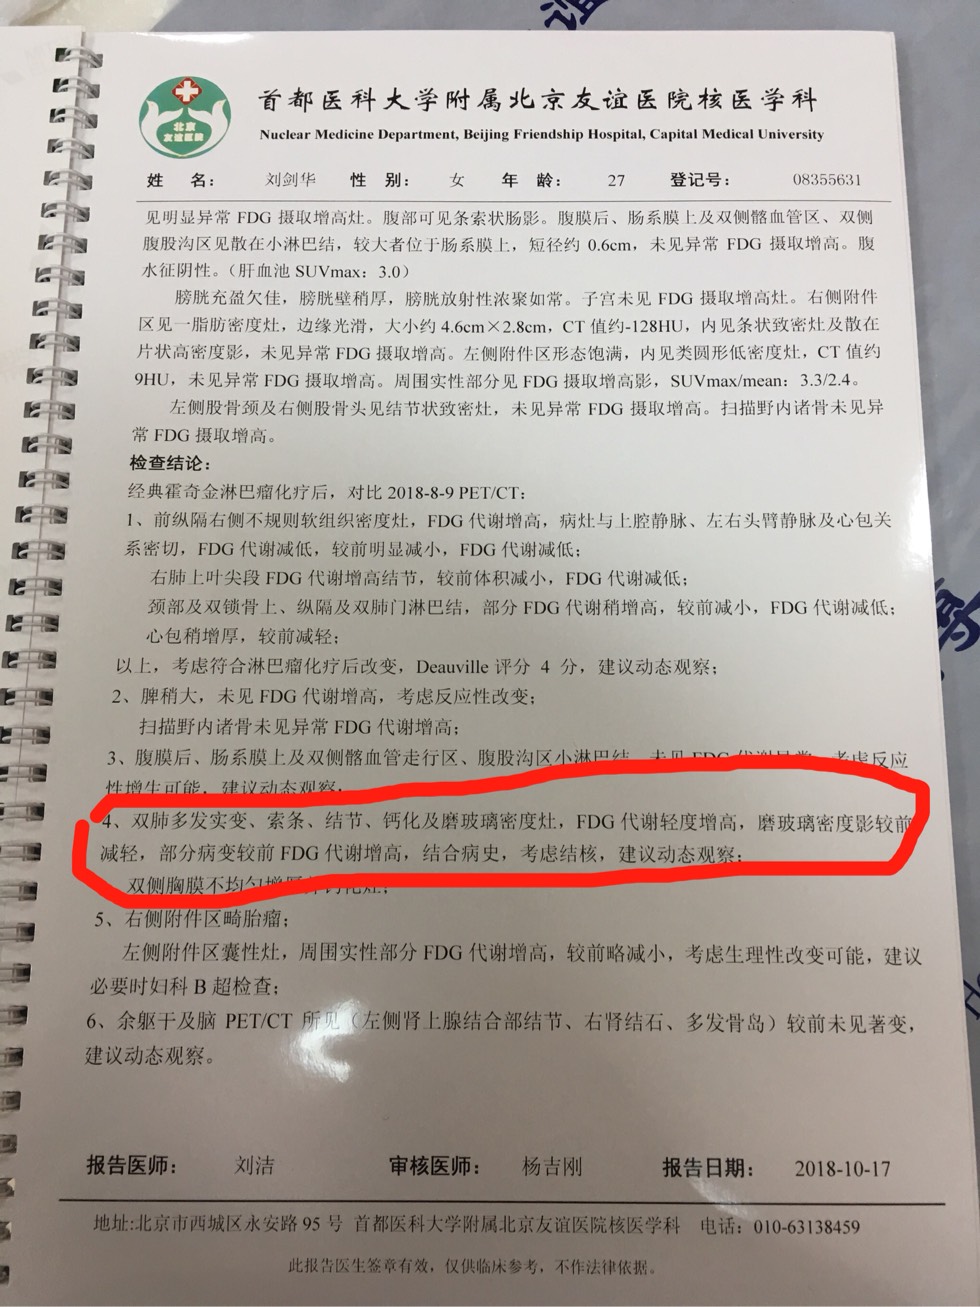 谊
北京
友谊医院
首都医科大学附属北京友谊医院核医学科
Nuclear Medicine Department, Beijing Friendship Hospital, Capital Medical University
姓 名： 刘剑华 性 别： 女 年 龄： 27 登记号： 08355631
见明显异常 FDG 摄取增高灶。腹部可见条索状肠影。腹膜后、肠系膜上及双侧髂血管区、双侧
腹股沟区见散在小淋巴结，较大者位于肠系膜上，短径约 0.6cm，未见异常 FDG 摄取增高。腹
水征阴性。（肝血池 SUVmax：3.0）
膀胱充盈欠佳，膀胱壁稍厚，膀胱放射性浓聚如常。子宫未见 FDG 摄取增高灶。右侧附件
区见一脂肪密度灶，边缘光滑，大小约 4.6cm×2.8cm，CT 值约-128HU，内见条状致密灶及散在
片状高密度影，未见异常 FDG 摄取增高。左侧附件区形态饱满，内见类圆形低密度灶，CT 值约
9HU，未见异常 FDG 摄取增高。周围实性部分见 FDG 摄取增高影，SUVmax/mean：3.3/2.4。
左侧股骨颈及右侧股骨头见结节状致密灶，未见异常 FDG 摄取增高。扫描野内诸骨未见异
常 FDG 摄取增高。
检查结论：
经典霍奇金淋巴瘤化疗后，对比 2018-8-9 PET/CT：
1、前纵隔右侧不规则软组织密度灶，FDG 代谢增高，病灶与上腔静脉、左右头臂静脉及心包关
系密切，FDG 代谢减低，较前明显减小，FDG 代谢减低；
右肺上叶尖段 FDG 代谢增高结节，较前体积减小，FDG 代谢减低；
颈部及双锁骨上、纵隔及双肺门淋巴结，部分 FDG 代谢稍增高，较前减小，FDG 代谢减低；
心包稍增厚，较前减轻；
以上，考虑符合淋巴瘤化疗后改变，Deauville 评分 4 分，建议动态观察；
2、脾稍大，未见 FDG 代谢增高，考虑反应性改变；
扫描野内诸骨未见异常 FDG 代谢增高；
3、腹膜后、肠系膜上及双侧髂血管走行区、腹股沟区小淋巴结，未见 FDG 代谢异常，考虑反应
性增生可能，建议动态观察；
4、双肺多发实变、索条、结节、钙化及磨玻璃密度灶，FDG 代谢轻度增高，磨玻璃密度影较前
减轻，部分病变较前 FDG 代谢增高，结合病史，考虑结核，建议动态观察；
双侧胸膜不均匀增厚伴钙化灶；
5、右侧附件区畸胎瘤；
左侧附件区囊性灶，周围实性部分 FDG 代谢增高，较前略减小，考虑生理性改变可能，建议
必要时妇科 B 超检查；
6、余躯干及脑 PET/CT 所见（左侧肾上腺结合部结节、右肾结石、多发骨岛）较前未见著变，
建议动态观察。
报告医师： 刘洁 审核医师： 杨吉刚 报告日期： 2018-10-17
地址:北京市西城区永安路 95 号 首都医科大学附属北京友谊医院核医学科 电话：010-63138459
此报告医生签章有效，仅供临床参考，不作法律依据。